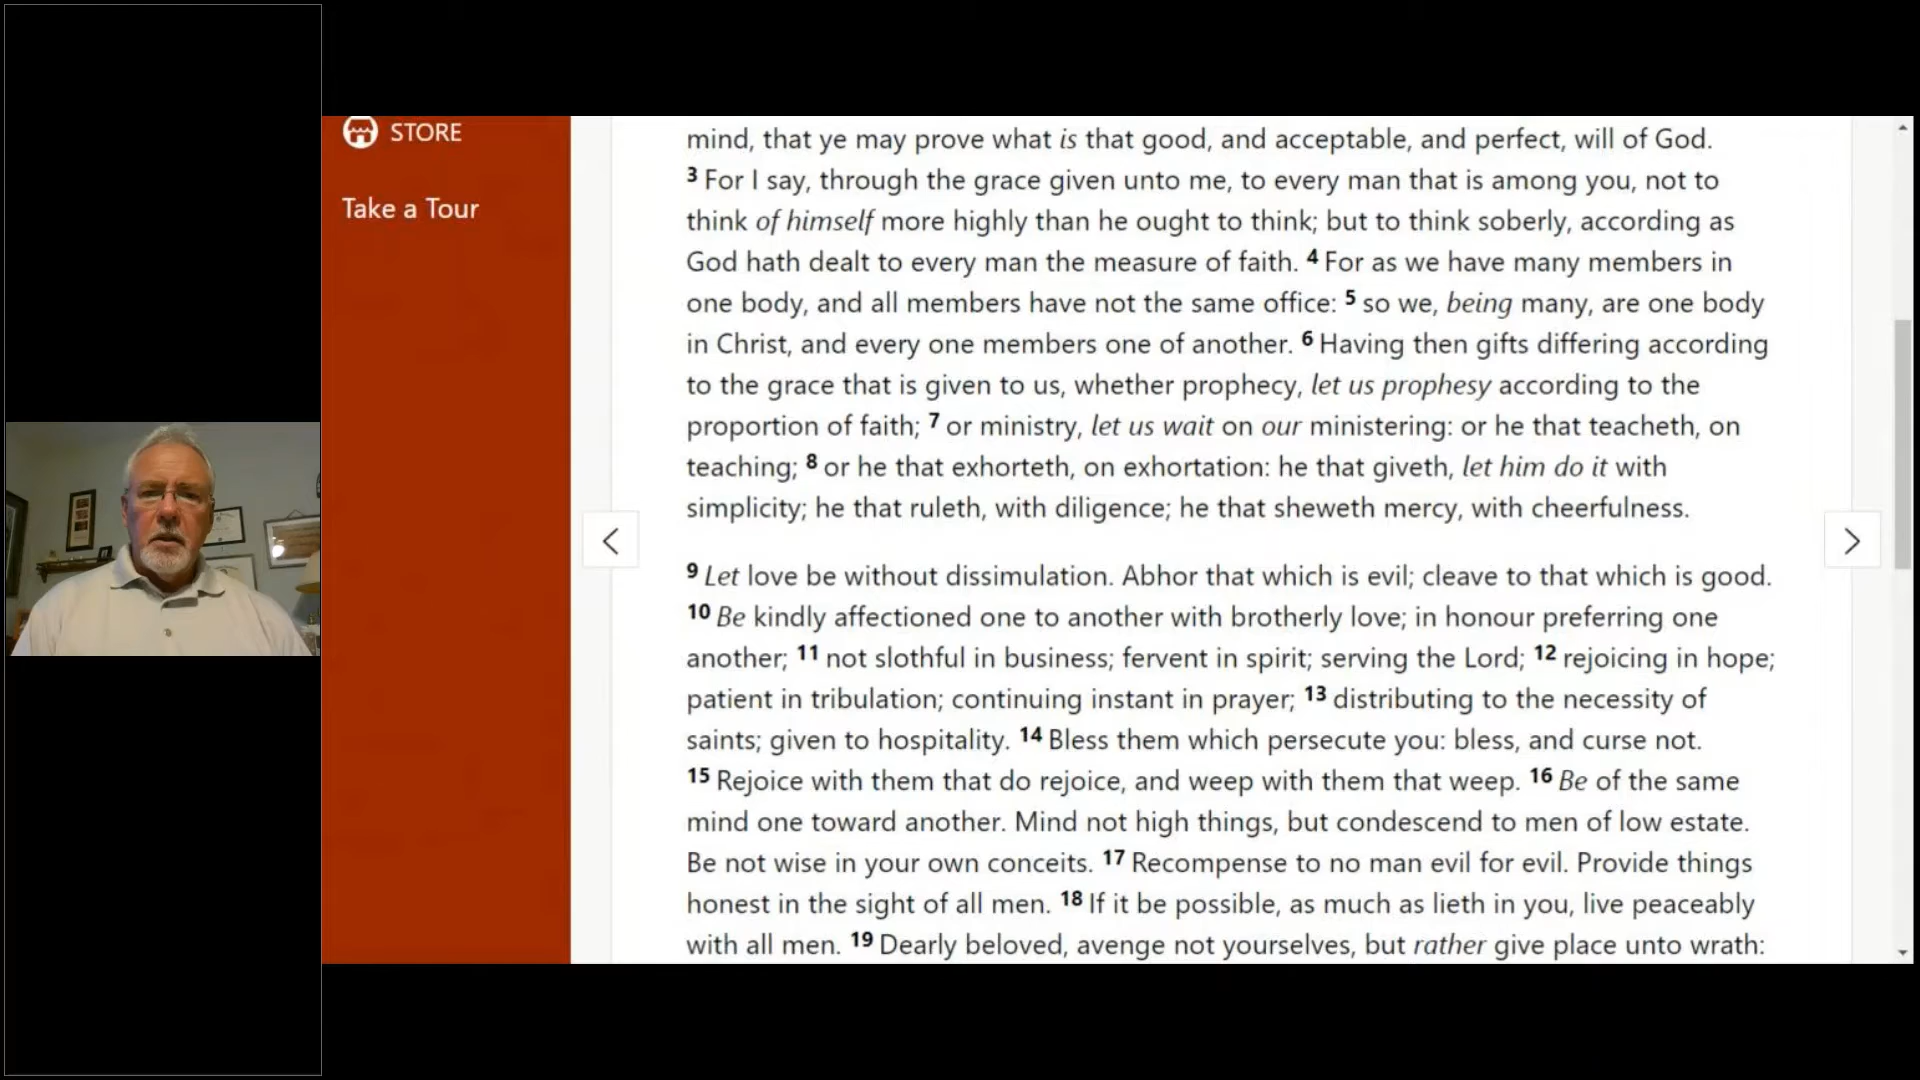 STORE
Take a Tour
mind, that ye may prove what is that good, and acceptable, and perfect, will of God.
3 For I say, through the grace given unto me, to every man that is among you, not to
think of himself more highly than he ought to think; but to think soberly, according as
God hath dealt to every man the measure of faith. 4 For as we have many members in
one body, and all members have not the same office: 5 so we, being many, are one body
in Christ, and every one members one of another. 6 Having then gifts differing according
to the grace that is given to us, whether prophecy, let us prophesy according to the
proportion of faith; 7 or ministry, let us wait on our ministering: or he that teacheth, on
teaching; 8 or he that exhorteth, on exhortation: he that giveth, let him do it with
simplicity; he that ruleth, with diligence; he that sheweth mercy, with cheerfulness.
9 Let love be without dissimulation. Abhor that which is evil; cleave to that which is good.
10 Be kindly affectioned one to another with brotherly love; in honour preferring one
another; 11 not slothful in business; fervent in spirit; serving the Lord; 12 rejoicing in hope;
patient in tribulation; continuing instant in prayer; 13 distributing to the necessity of
saints; given to hospitality. 14 Bless them which persecute you: bless, and curse not.
15 Rejoice with them that do rejoice, and weep with them that weep. 16 Be of the same
mind one toward another. Mind not high things, but condescend to men of low estate.
Be not wise in your own conceits. 17 Recompense to no man evil for evil. Provide things
honest in the sight of all men. 18 If it be possible, as much as lieth in you, live peaceably
with all men. 19 Dearly beloved, avenge not yourselves, but rather give place unto wrath: